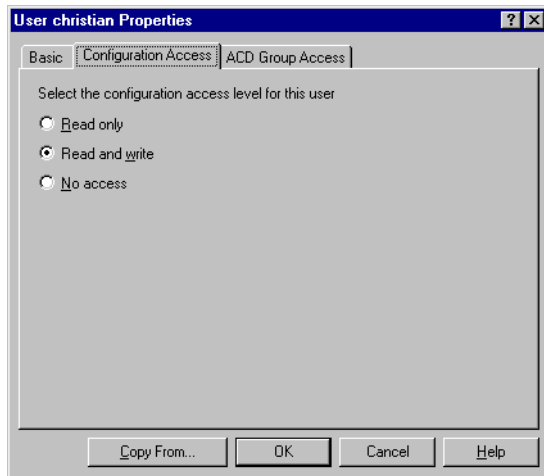 User christian Properties
Basic Configuration Access ACD Group Access
Select the configuration access level for this user
Read only
Read and write
No access
Copy From... OK Cancel Help